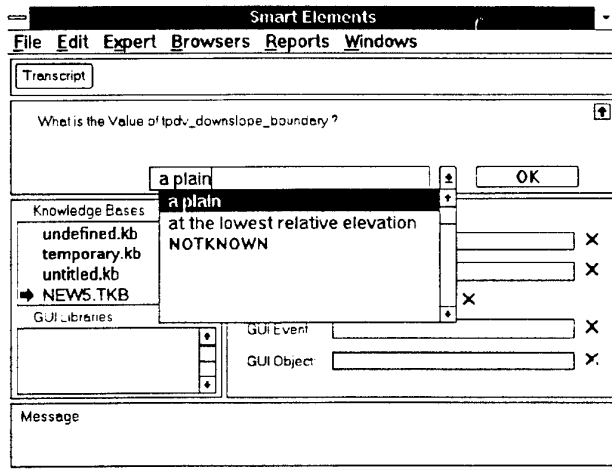 Smart Elements
File Edit Expert Browsers Reports Windows
Transcript
What is the Value of tpdv_downslope_boundary ?
a plain
OK
a plain
at the lowest relative elevation
NOTKNOWN
Knowledge Bases
undefined.kb
temporary.kb
untitled.kb
NEW5.TKB
GUI Libraries
GUI Event
GUI Object:
Message